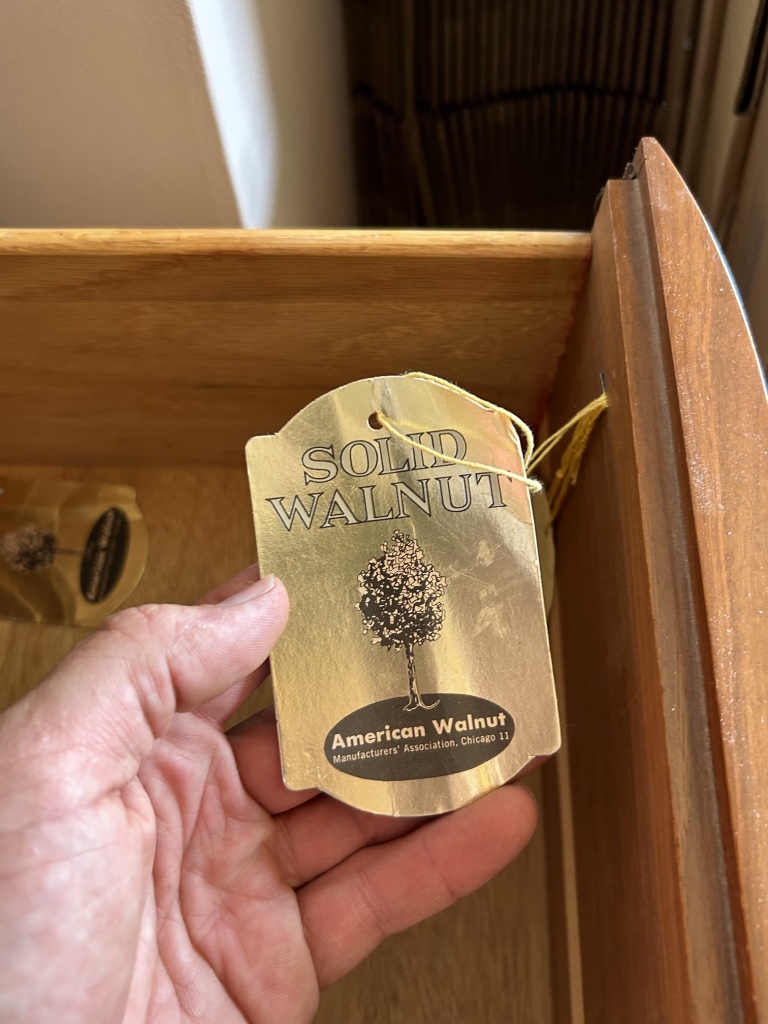 SOLID
WALNUT
American Walnut
Manufacturers' Association, Chicago 11